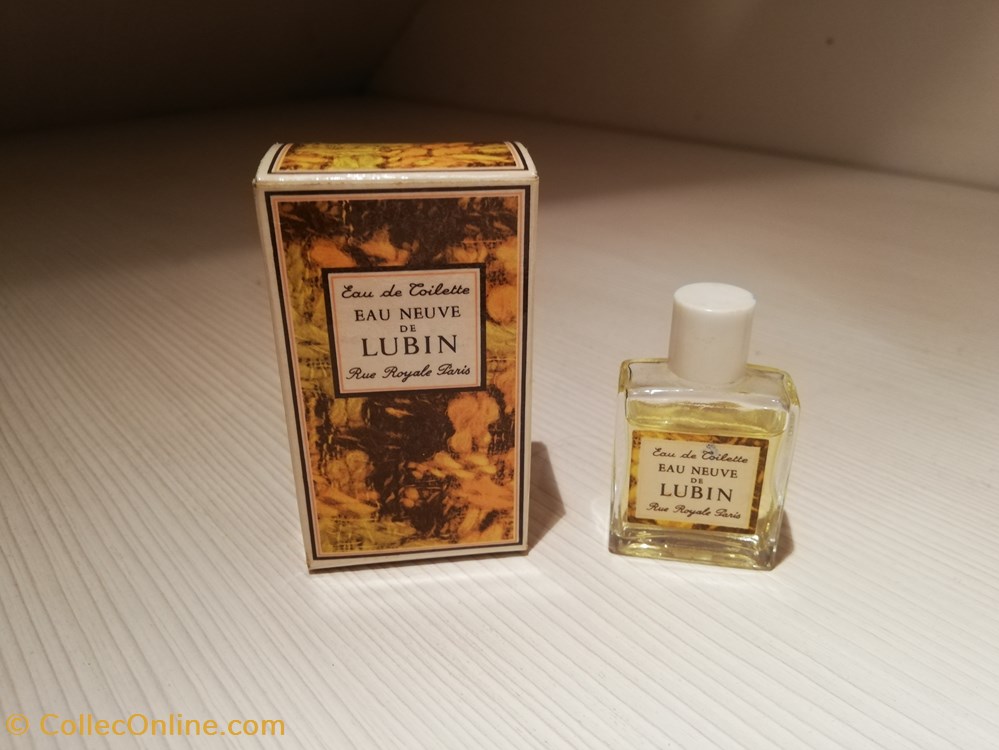 Eau de Toilette
EAU NEUVE
DE
LUBIN
Rue Royale Paris
Eau de Toilette
EAU NEUVE
DE
LUBIN
Rue Royale Paris
© CollecOnline.com